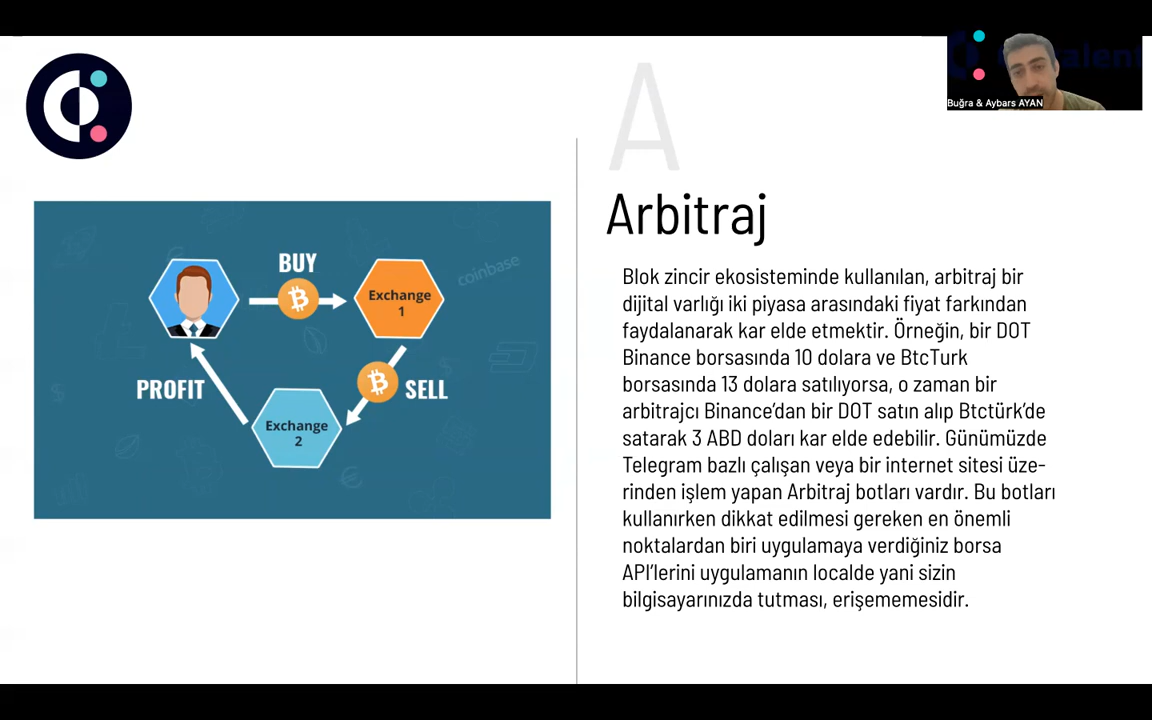 A
Buğra & Aybars AYAN
Arbitraj
BUY
coinbase
Exchange
1
PROFIT
SELL
Exchange
2
Blok zincir ekosisteminde kullanılan, arbitraj bir
dijital varlığı iki piyasa arasındaki fiyat farkından
faydalanarak kar elde etmektir. Örneğin, bir DOT
Binance borsasında 10 dolara ve BtcTurk
borsasında 13 dolara satılıyorsa, o zaman bir
arbitrajcı Binance’dan bir DOT satın alıp Btctürk’de
satarak 3 ABD doları kar elde edebilir. Günümüzde
Telegram bazlı çalışan veya bir internet sitesi üze-
rinden işlem yapan Arbitraj botları vardır. Bu botları
kullanırken dikkat edilmesi gereken en önemli
noktalardan biri uygulamaya verdiğiniz borsa
API’lerini uygulamanın localde yani sizin
bilgisayarınızda tutması, erişememesidir.